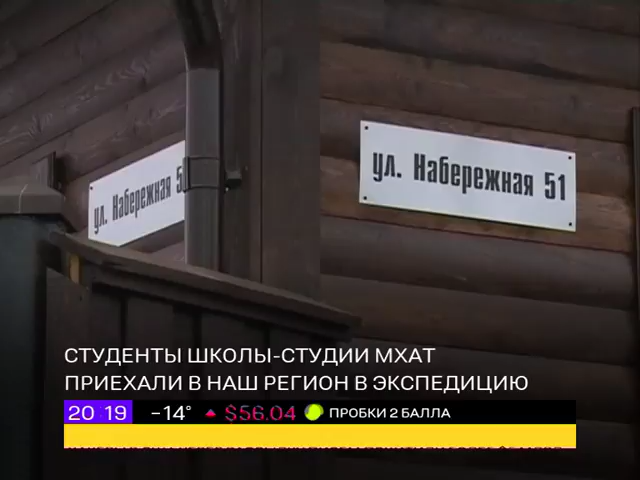 ул. Набережная 5
ул. Набережная 51
СТУДЕНТЫ ШКОЛЫ-СТУДИИ МХАТ
ПРИЕХАЛИ В НАШ РЕГИОН В ЭКСПЕДИЦИЮ
20 19 -14° $56.04 ПРОБКИ 2 БАЛЛА